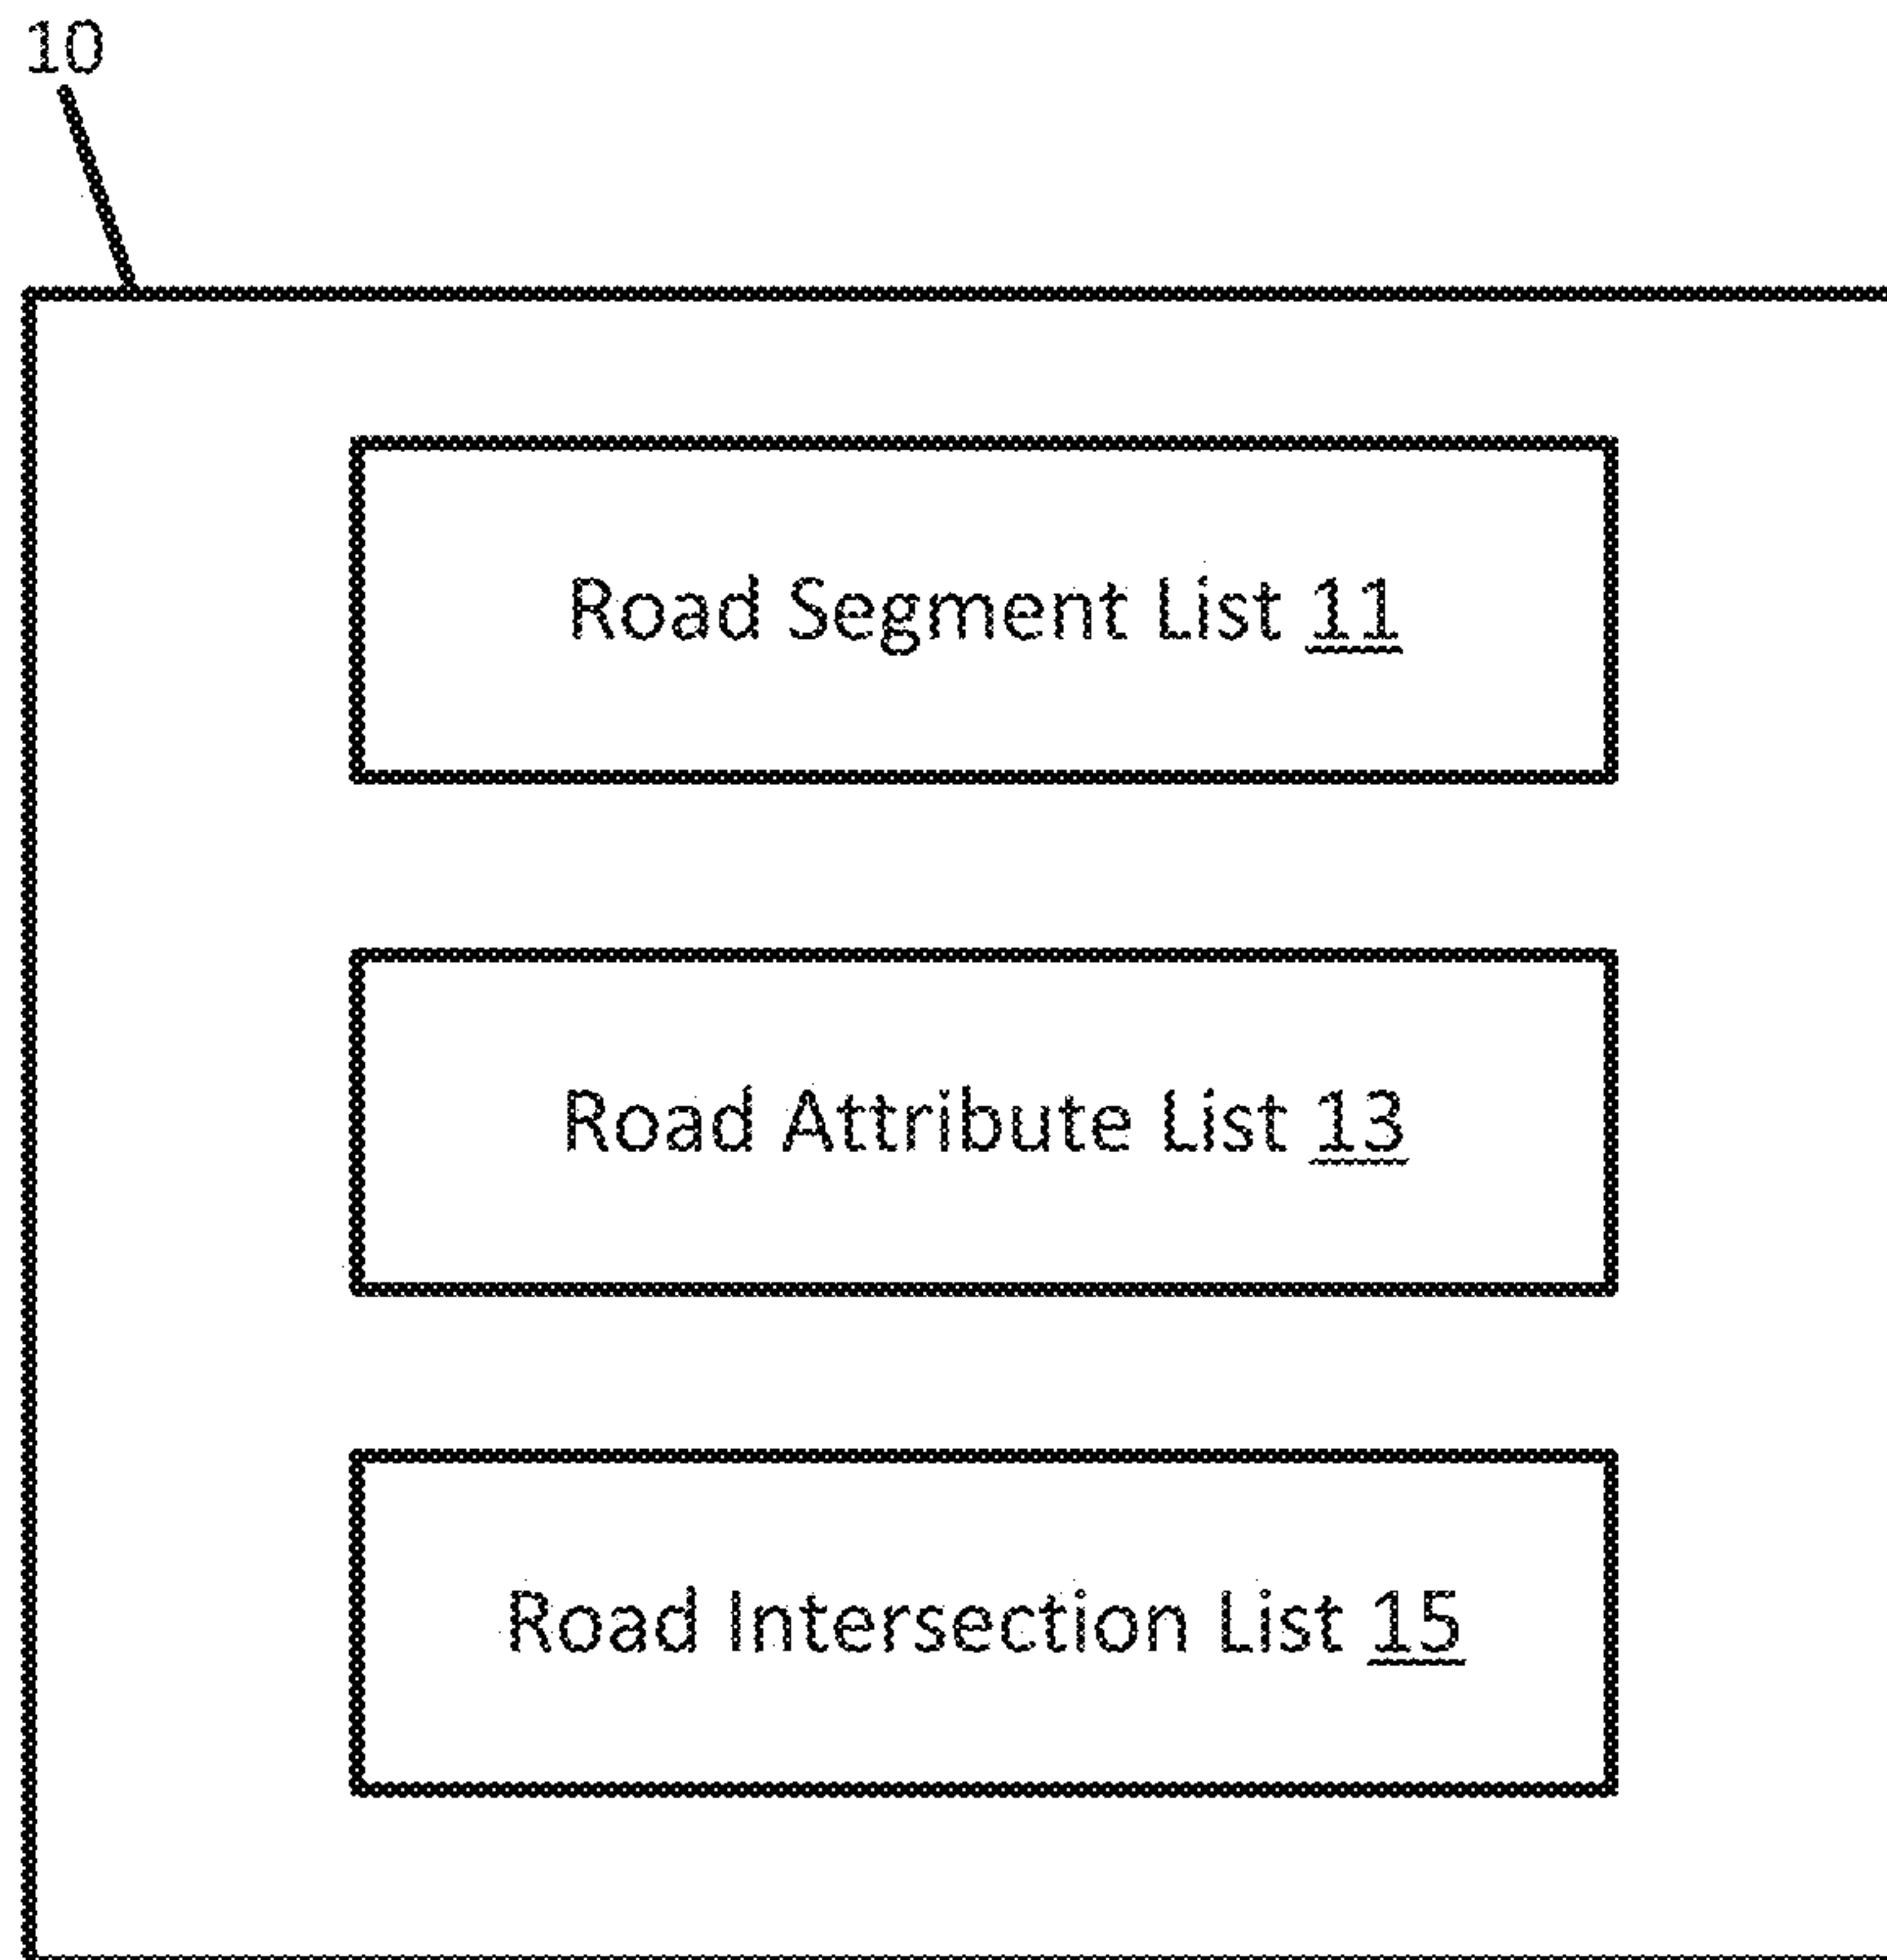 10
Road Segment List 11
Road Attribute List 13
Road Intersection List 15